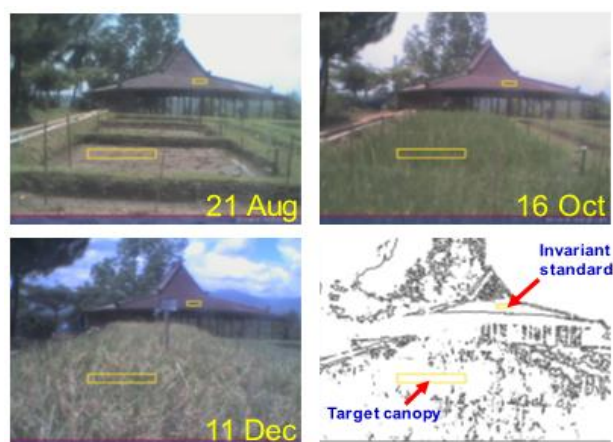 21 Aug
16 Oct
11 Dec
Invariant
standard
Target canopy